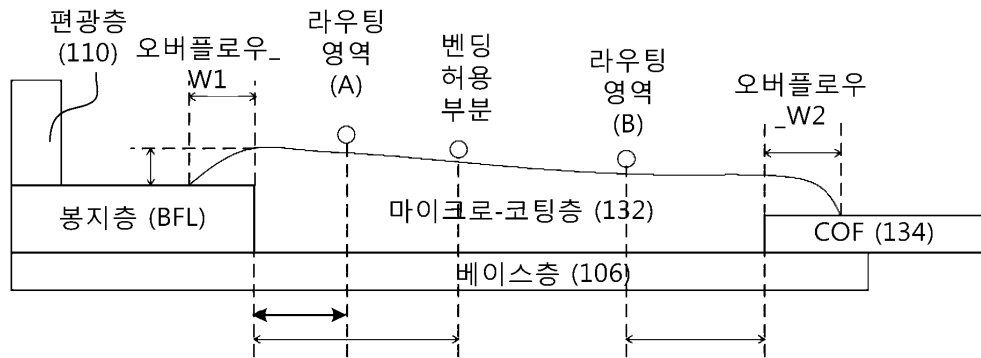 편광층
(110)
오버플로우_
W1
라우팅
영역
(A)
벤딩
허용
부분
라우팅
영역
(B)
오버플로우
_W2
봉지층 (BFL)
마이크로-코팅층 (132)
COF (134)
베이스층 (106)